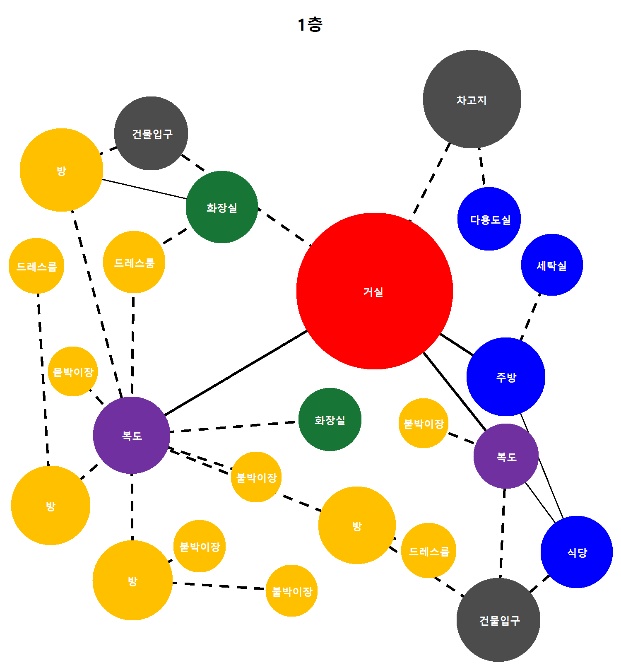 1층
차고지
건물입구
방
화장실
다용도실
드레스룸
드레스룸
세탁실
거실
붙박이장
주방
화장실
붙박이장
복도
복도
붙박이장
방
방
붙박이장
드레스룸
식당
방
붙박이장
건물입구